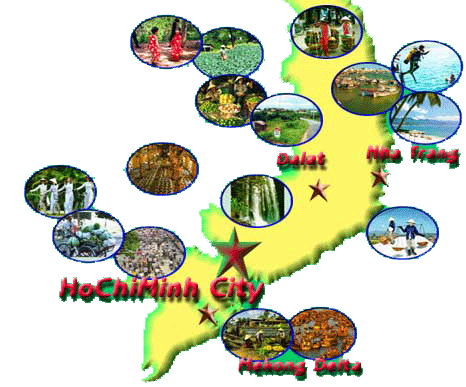 Dalat
Nha Trang
HoChiMinh City
Mekong Delta